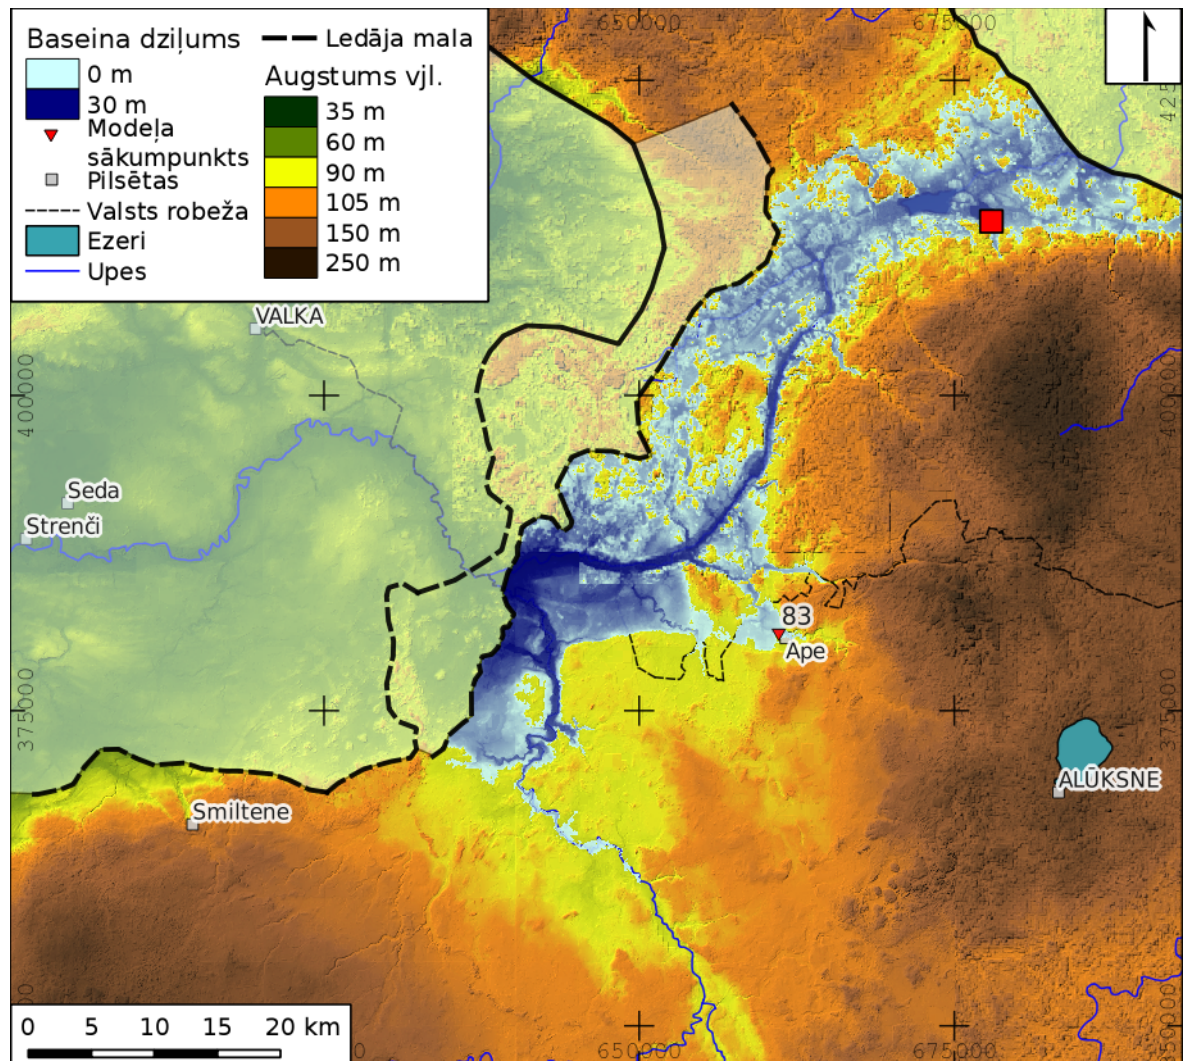 Baseina dziļums
0 m
30 m
Modeļa
sākumpunkts
Pilsētas
Valsts robeža
Ezeri
Upes
Ledāja mala
Augstums vjl.
35 m
60 m
90 m
105 m
150 m
250 m
650000
675000
VALKA
400000
400000
Seda
Strenči
83
Ape
375000
375000
ALŪKSNE
Smiltene
0 5 10 15 20 km
650000
675000